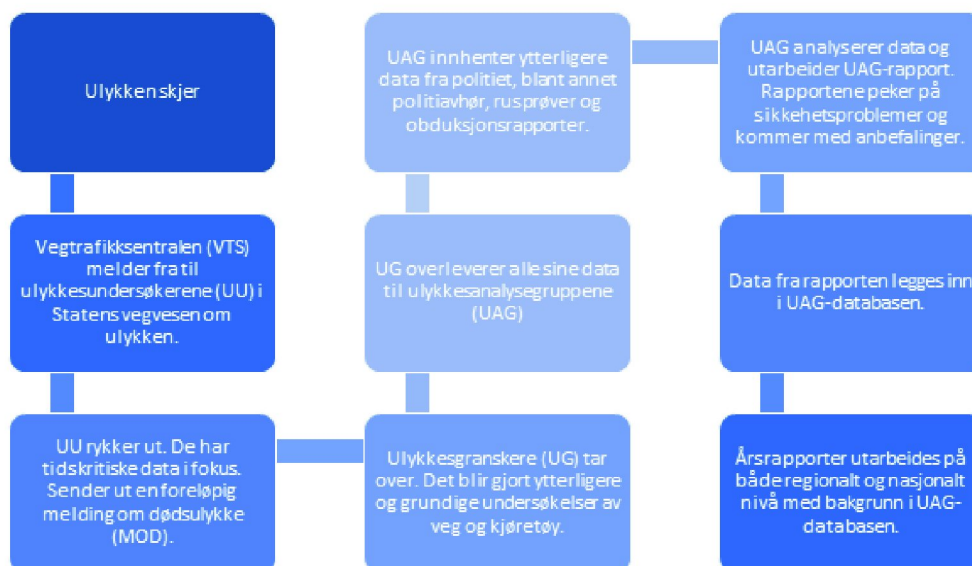 Ulykken skjer
Vegtrafikksentralen (VTS)
melder fra til
ulykkesundersøkerene (UU) i
Statens vegvesen om
ulykken.
UU rykker ut. De har
tidskritiske data i fokus.
Sender ut en foreløpig
melding om dødsulykke
(MOD).
Ulykkesgranskere (UG) tar
over. Det blir gjort ytterligere
og grundige undersøkelser av
veg og kjøretøy.
UG overleverer alle sine data
til ulykkesanalysegruppene
(UAG)
UAG innhenter ytterligere
data fra politiet, blant annet
politiavhør, rusprøver og
obduksjonsrapporter.
UAG analyserer data og
utarbeider UAG-rapport.
Rapportene peker på
sikkehetsproblemer og
kommer med anbefalinger.
Data fra rapporten legges inn
i UAG-databasen.
Årsrapporter utarbeides på
både regionalt og nasjonalt
nivå med bakgrunn i UAG-
databasen.